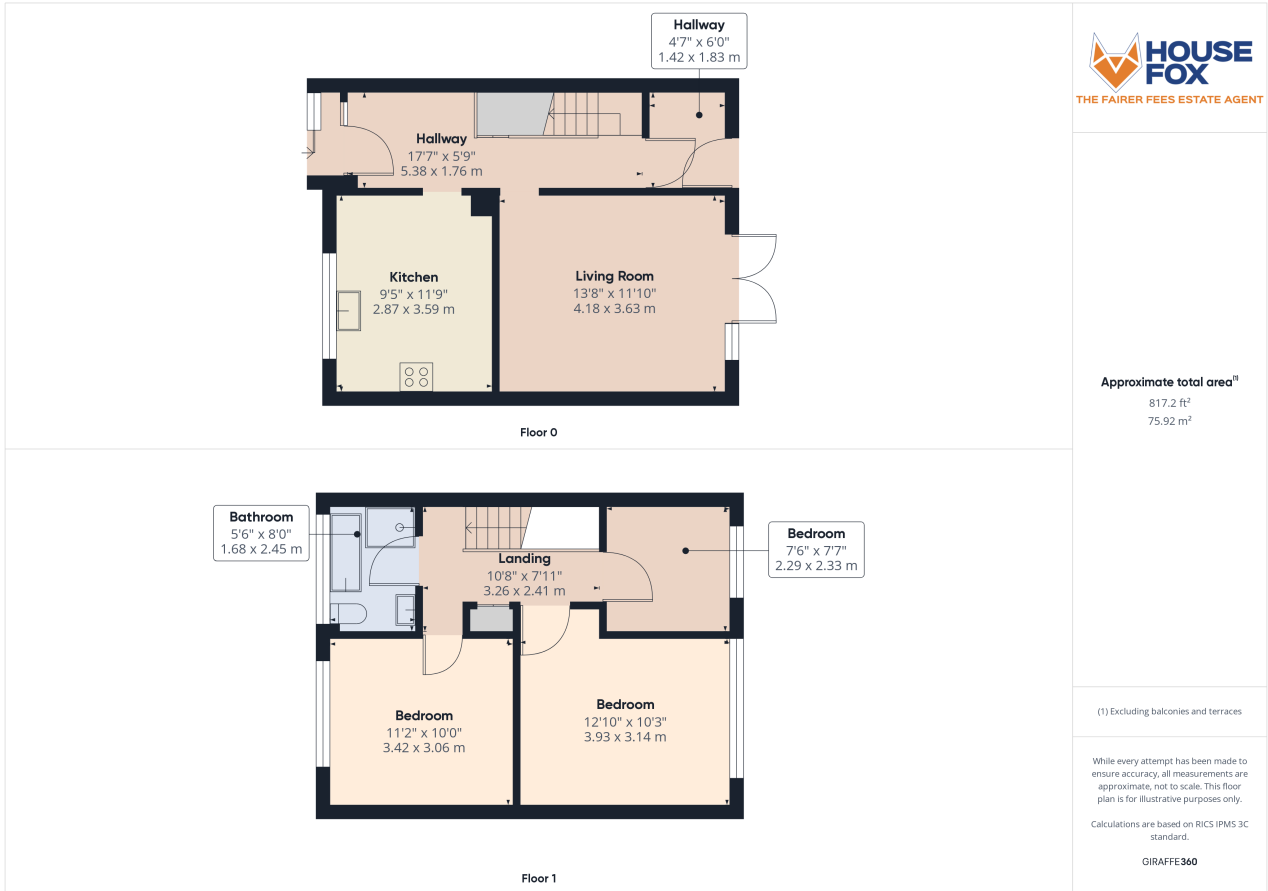 Hallway
4'7" x 6'0"
1.42 x 1.83 m
Hallway
17'7" x 5'9"
5.38 x 1.76 m
Kitchen
9'5" x 11'9"
2.87 x 3.59 m
Living Room
13'8" x 11'10"
4.18 x 3.63 m
Floor 0
Bathroom
5'6" x 8'0"
1.68 x 2.45 m
Landing
10'8" x 7'11"
3.26 x 2.41 m
Bedroom
7'6" x 7'7"
2.29 x 2.33 m
Bedroom
11'2" x 10'0"
3.42 x 3.06 m
Bedroom
12'10" x 10'3"
3.93 x 3.14 m
Floor 1
HOUSE
FOX
THE FAIRER FEES ESTATE AGENT
Approximate total area(1)
817.2 ft²
75.92 m²
(1) Excluding balconies and terraces
While every attempt has been made to
ensure accuracy, all measurements are
approximate, not to scale. This floor
plan is for illustrative purposes only.
Calculations are based on RICS IPMS 3C
standard.
GIRAFFE360